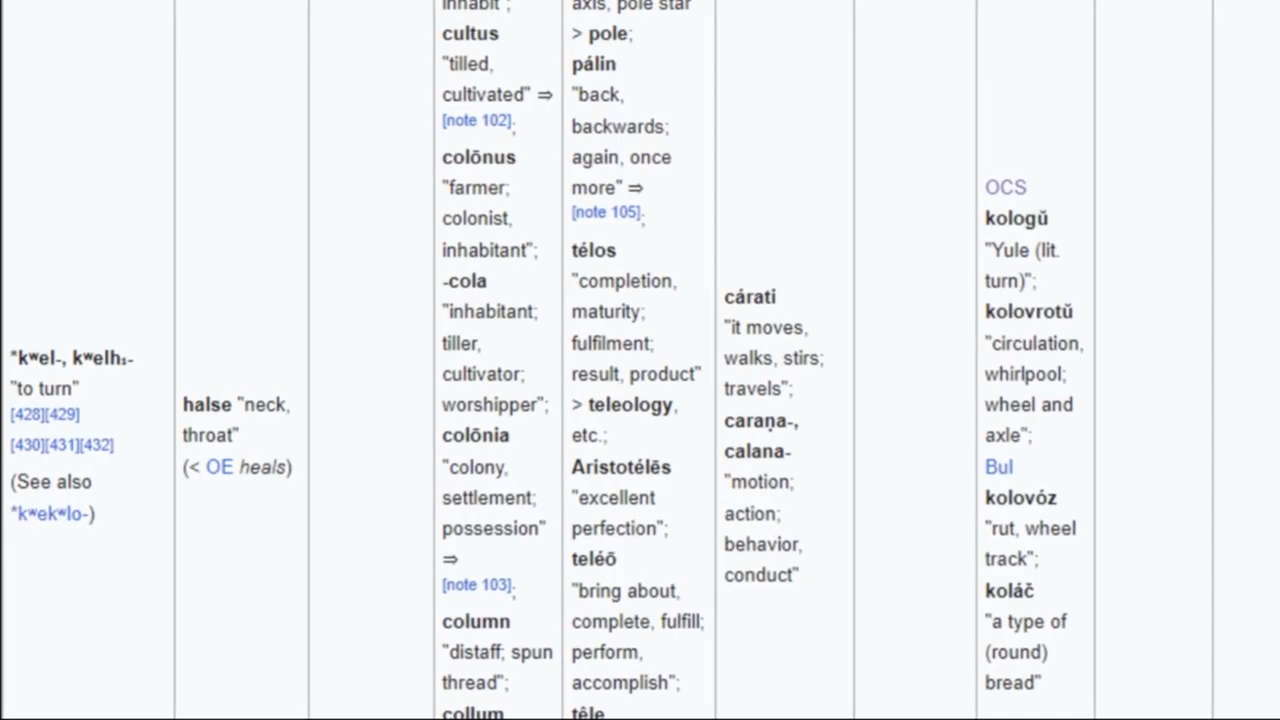 *kʷel-, kʷelh₁-
"to turn"
[428][429]
[430][431][432]
(See also
*kʷekʷlo-)
halse "neck,
throat"
(< OE heals)
inhabit";
cultus
"tilled,
cultivated" ⇒
[note 102];
colōnus
"farmer;
colonist,
inhabitant";
-cola
"inhabitant;
tiller,
cultivator;
worshipper";
colōnia
"colony,
settlement;
possession"
⇒
[note 103];
column
"distaff; spun
thread";
collum
axis, pole star
> pole;
pálin
"back,
backwards;
again, once
more" ⇒
[note 105];
télos
"completion,
maturity;
fulfilment;
result, product"
> teleology,
etc.;
Aristotélēs
"excellent
perfection";
teléō
"bring about,
complete, fulfill;
perform,
accomplish";
têle
cárati
"it moves,
walks, stirs;
travels";
caraṇa-,
calana-
"motion;
action;
behavior,
conduct"
OCS
kologŭ
"Yule (lit.
turn)";
kolovrotŭ
"circulation,
whirlpool;
wheel and
axle";
Bul
kolovóz
"rut, wheel
track";
koláč
"a type of
(round)
bread"